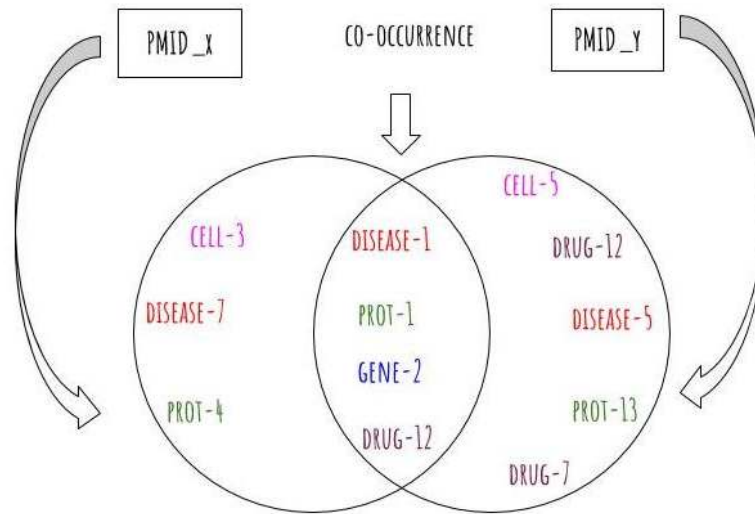 PMID_X
CO-OCCURRENCE
PMID_Y
CELL-5
CELL-3
DISEASE-1
DRUG-12
DISEASE-7
PROT-1
DISEASE-5
GENE-2
PROT-4
PROT-13
DRUG-12
DRUG-7